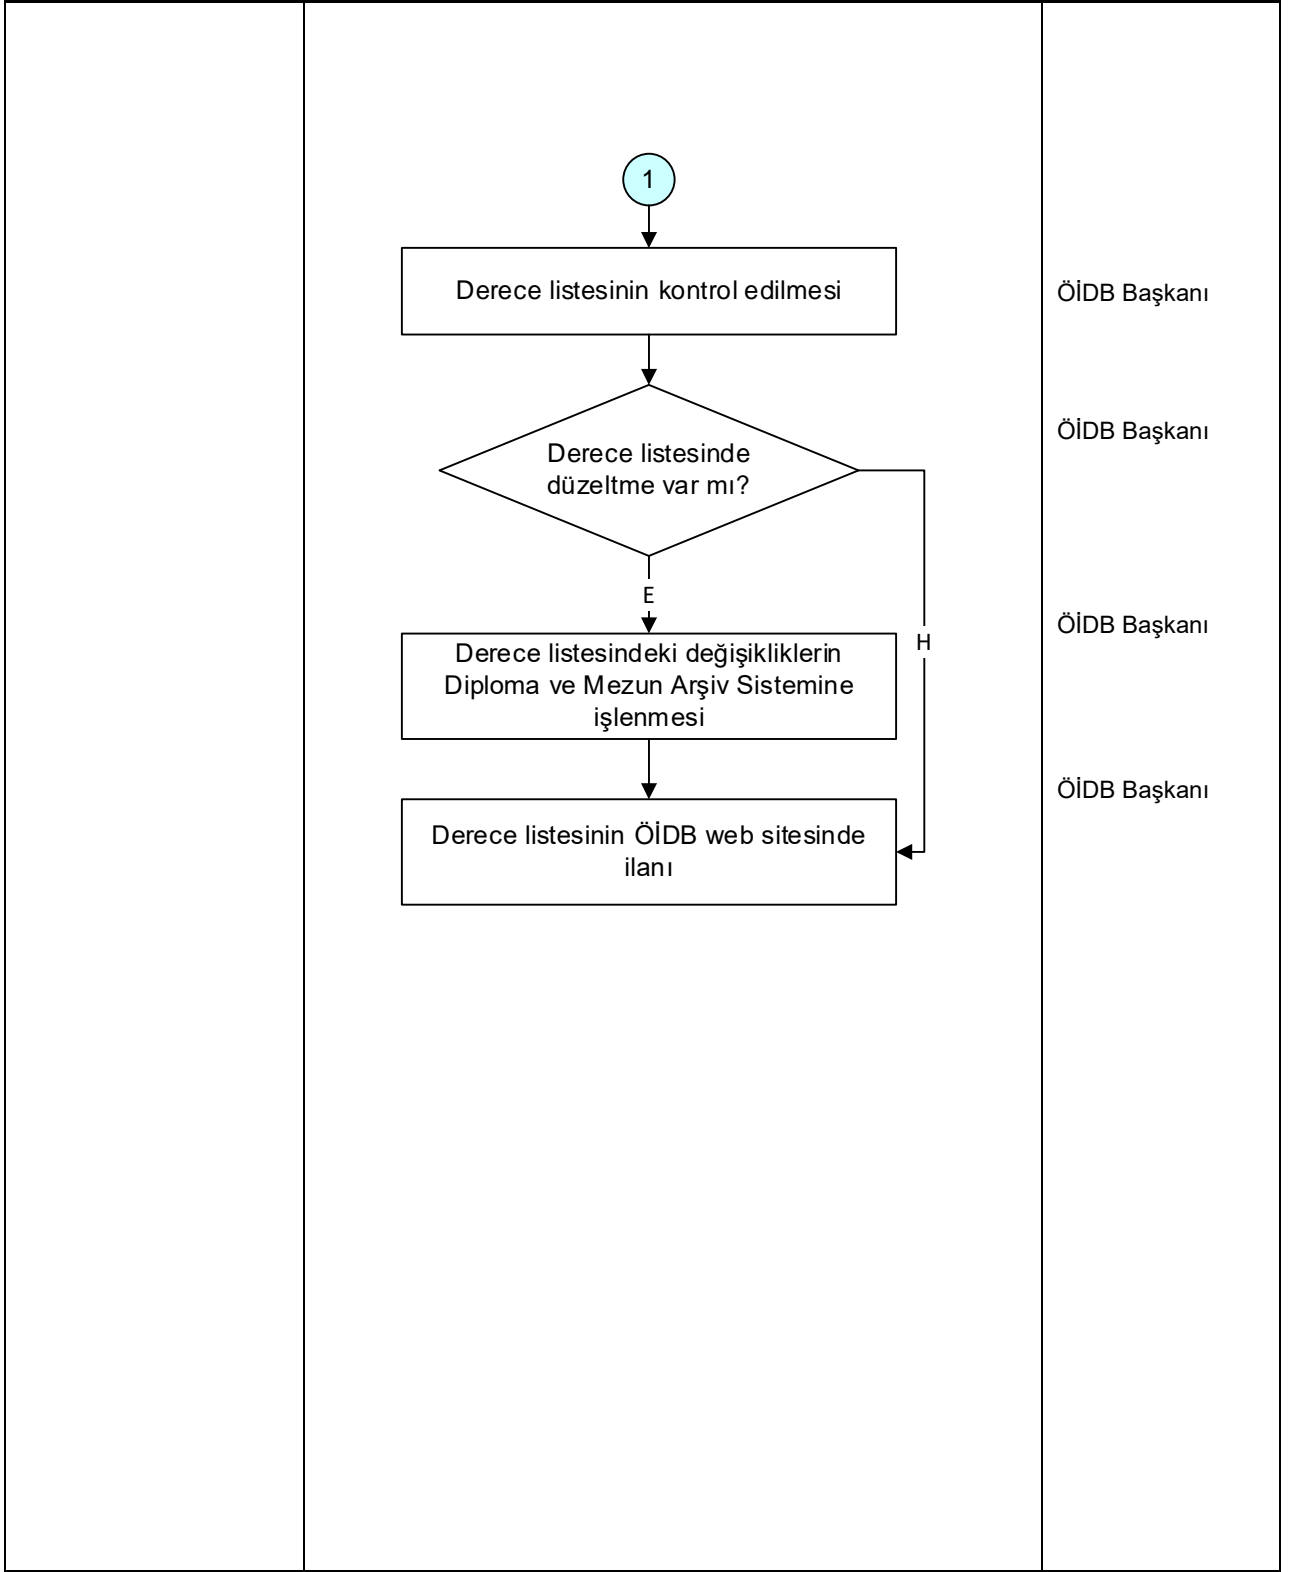 1
Derece listesinin kontrol edilmesi
ÖİDB Başkanı
ÖİDB Başkanı
Derece listesinde
düzeltme var mı?
E
ÖİDB Başkanı
H
Derece listesindeki değişikliklerin
Diploma ve Mezun Arşiv Sistemine
işlenmesi
ÖİDB Başkanı
Derece listesinin ÖİDB web sitesinde
ilanı